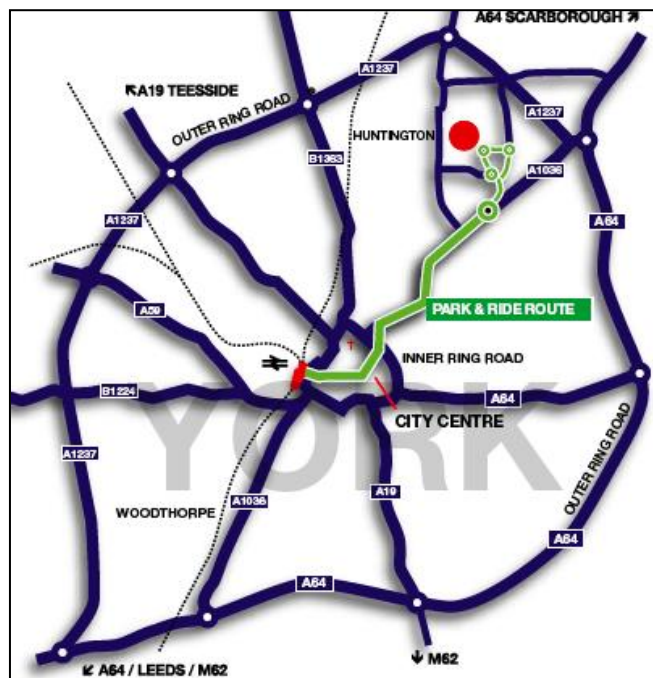 A64 SCARBOROUGH ↗
A1237
↖A19 TEESSIDE
OUTER RING ROAD
A1237
HUNTINGTON
B1363
A1036
A1237
A64
A59
PARK & RIDE ROUTE
INNER RING ROAD
B1224
A64
YORK
CITY CENTRE
A1237
A1036
A19
WOODTHORPE
OUTER RING ROAD
A64
A64
↙ A64 / LEEDS / M62
↓ M62